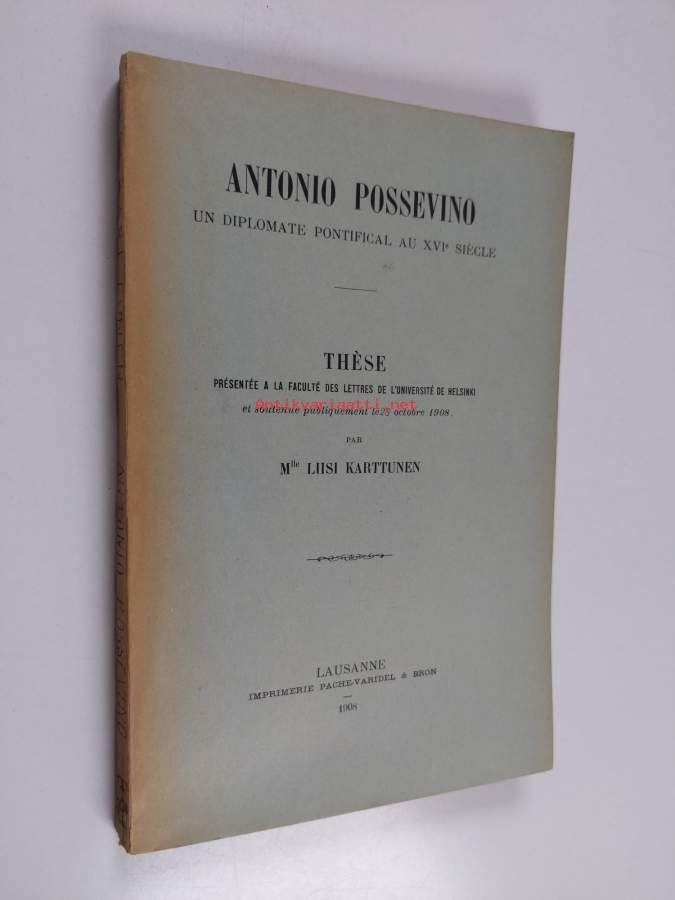 ANTONIO POSSEVINO
UN DIPLOMATE PONTIFICAL AU XVIe SIÈCLE
THÈSE
PRÉSENTÉE A LA FACULTÉ DES LETTRES DE L'UNIVERSITÉ DE HELSINKI
antikvariaatti.net
et soutenue publiquement le octobre 1908.
PAR
Mlle LIISI KARTTUNEN
LAUSANNE
IMPRIMERIE PACHE-VARIDEL & BRON
1908